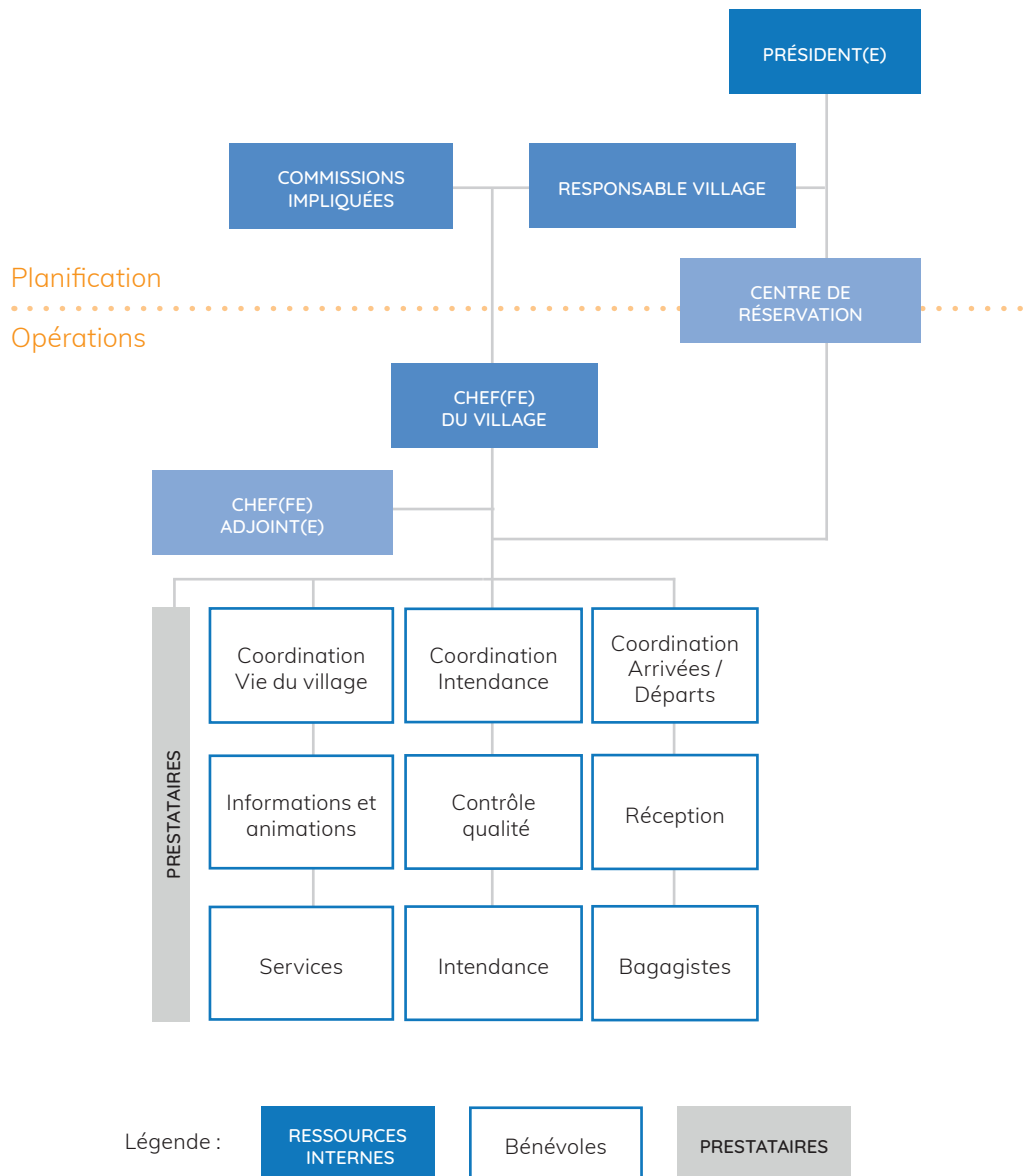 PRÉSIDENT(E)
COMMISSIONS
IMPLIQUÉES
RESPONSABLE VILLAGE
Planification
CENTRE DE
RÉSERVATION
Opérations
CHEF(FE)
DU VILLAGE
CHEF(FE)
ADJOINT(E)
PRESTATAIRES
Coordination
Vie du village
Coordination
Intendance
Coordination
Arrivées /
Départs
Informations et
animations
Contrôle
qualité
Réception
Services
Intendance
Bagagistes
Légende :
RESSOURCES
INTERNES
Bénévoles
PRESTATAIRES